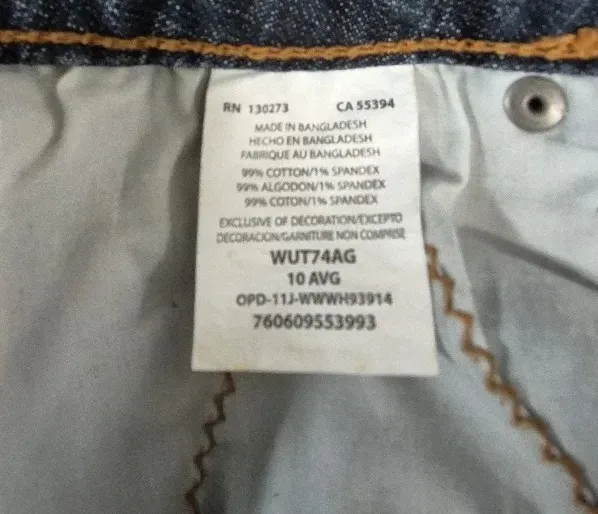 RN 130273 CA 55394
MADE IN BANGLADESH
HECHO EN BANGLADESH
FABRIQUE AU BANGLADESH
99% COTTON/1% SPANDEX
99% ALGODON/1% SPANDEX
99% COTON/1% SPANDEX
EXCLUSIVE OF DECORATION/EXCEPTO
DECORACION/GARNITURE NON COMPRISE
WUT74AG
10 AVG
OPD-11J-WWWH93914
760609553993